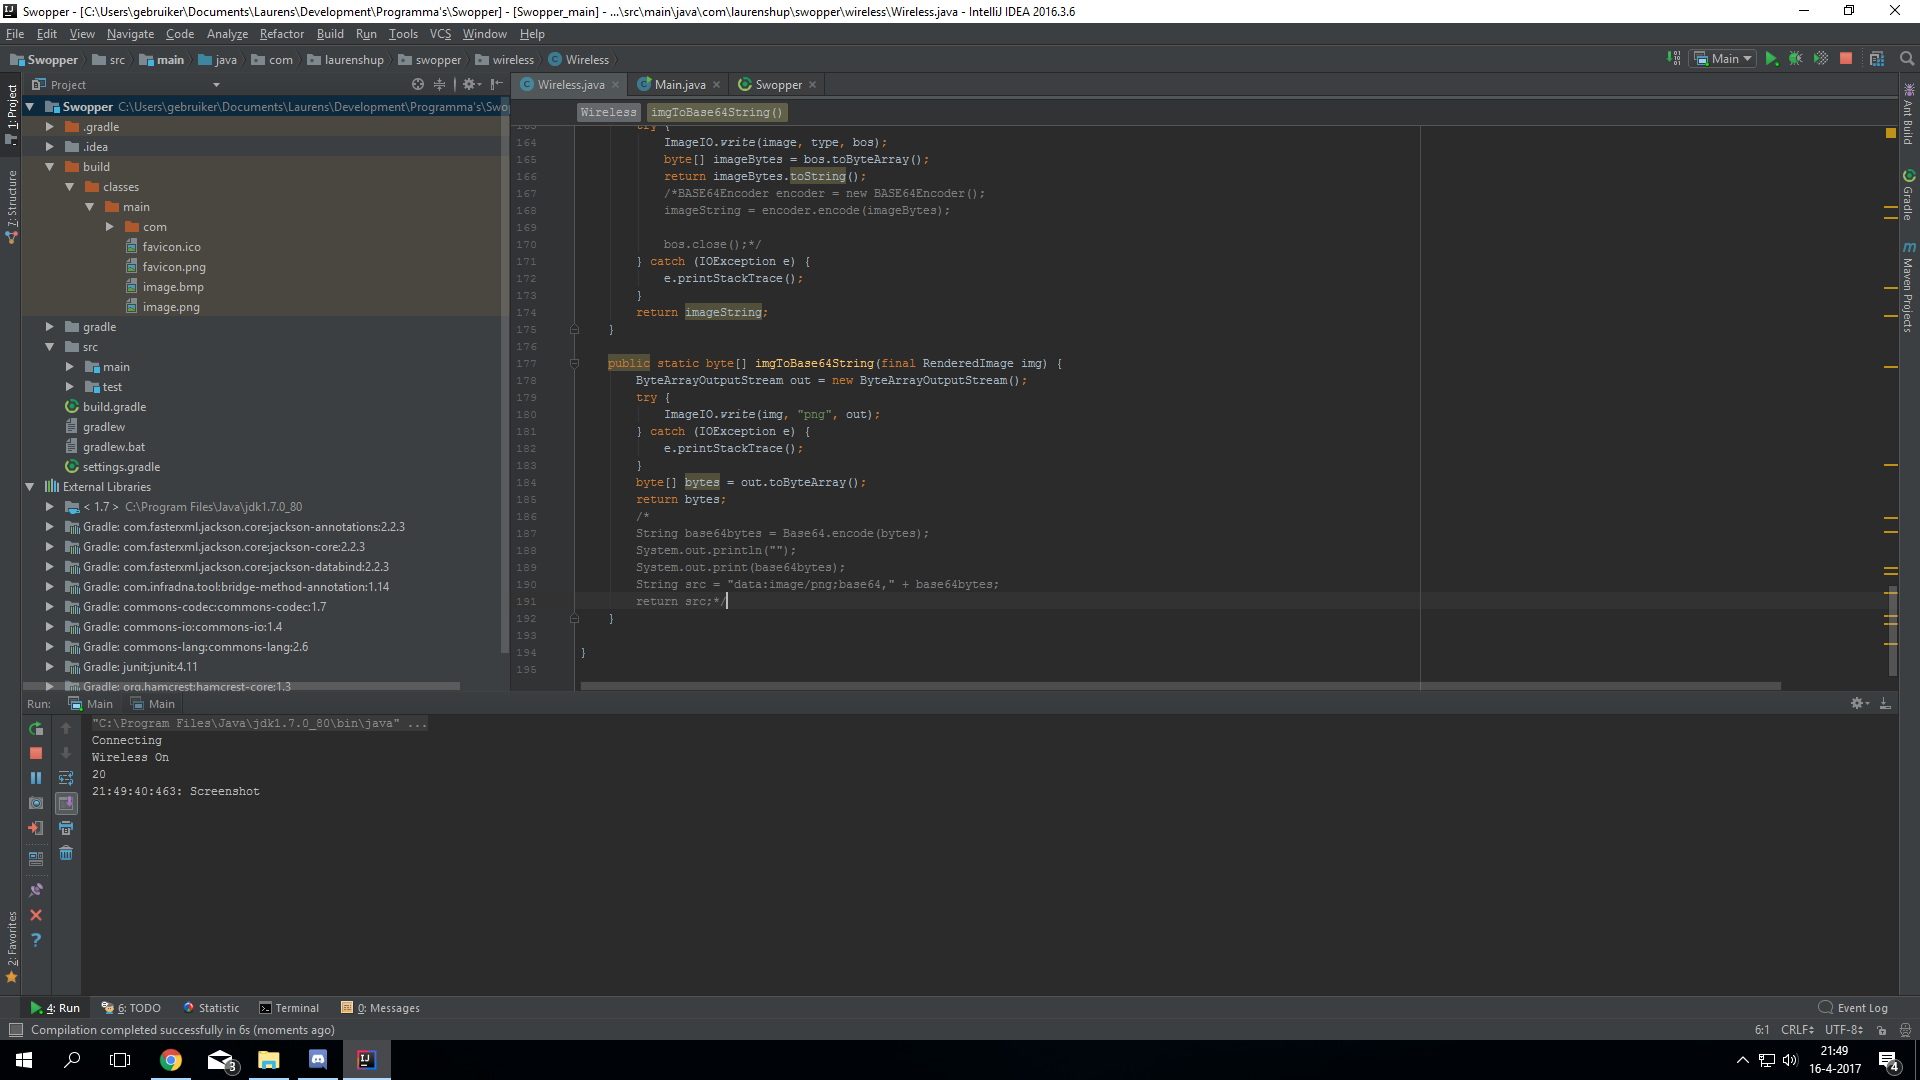 Swopper - [C:\Users\gebruiker\Documents\Laurens\Development\Programma's\Swopper] - [Swopper_main] - ...\src\main\java\com\laurenshup\swopper\wireless\Wireless.java - IntelliJ IDEA 2016.3.6
File Edit View Navigate Code Analyze Refactor Build Run Tools VCS Window Help
Swopper src main java com laurenshup swopper wireless Wireless Main
Project Wireless.java Main.java Swopper
Wireless imgToBase64String()
1: Project
7: Structure
2: Favorites
Ant Build
Gradle
Maven Projects
Swopper C:\Users\gebruiker\Documents\Laurens\Development\Programma's\Swo
.gradle
.idea
build
classes
main
com
favicon.ico
favicon.png
image.bmp
image.png
gradle
src
main
test
build.gradle
gradlew
gradlew.bat
settings.gradle
External Libraries
< 1.7 > C:\Program Files\Java\jdk1.7.0_80
Gradle: com.fasterxml.jackson.core:jackson-annotations:2.2.3
Gradle: com.fasterxml.jackson.core:jackson-core:2.2.3
Gradle: com.fasterxml.jackson.core:jackson-databind:2.2.3
Gradle: com.infradna.tool:bridge-method-annotation:1.14
Gradle: commons-codec:commons-codec:1.7
Gradle: commons-io:commons-io:1.4
Gradle: commons-lang:commons-lang:2.6
Gradle: junit:junit:4.11
Gradle: org.hamcrest:hamcrest-core:1.3
163 try {
164 ImageIO.write(image, type, bos);
165 byte[] imageBytes = bos.toByteArray();
166 return imageBytes.toString();
167 /*BASE64Encoder encoder = new BASE64Encoder();
168 imageString = encoder.encode(imageBytes);
169
170 bos.close();*/
171 } catch (IOException e) {
172 e.printStackTrace();
173 }
174 return imageString;
175 }
176
177 public static byte[] imgToBase64String(final RenderedImage img) {
178 ByteArrayOutputStream out = new ByteArrayOutputStream();
179 try {
180 ImageIO.write(img, "png", out);
181 } catch (IOException e) {
182 e.printStackTrace();
183 }
184 byte[] bytes = out.toByteArray();
185 return bytes;
186 /*
187 String base64bytes = Base64.encode(bytes);
188 System.out.println("");
189 System.out.print(base64bytes);
190 String src = "data:image/png;base64," + base64bytes;
191 return src;*/
192 }
193
194 }
195
Run: Main Main
"C:\Program Files\Java\jdk1.7.0_80\bin\java" ...
Connecting
Wireless On
20
21:49:40:463: Screenshot
4: Run 6: TODO Statistic Terminal 0: Messages Event Log
Compilation completed successfully in 6s (moments ago) 6:1 CRLF UTF-8
3
21:49
16-4-2017
4